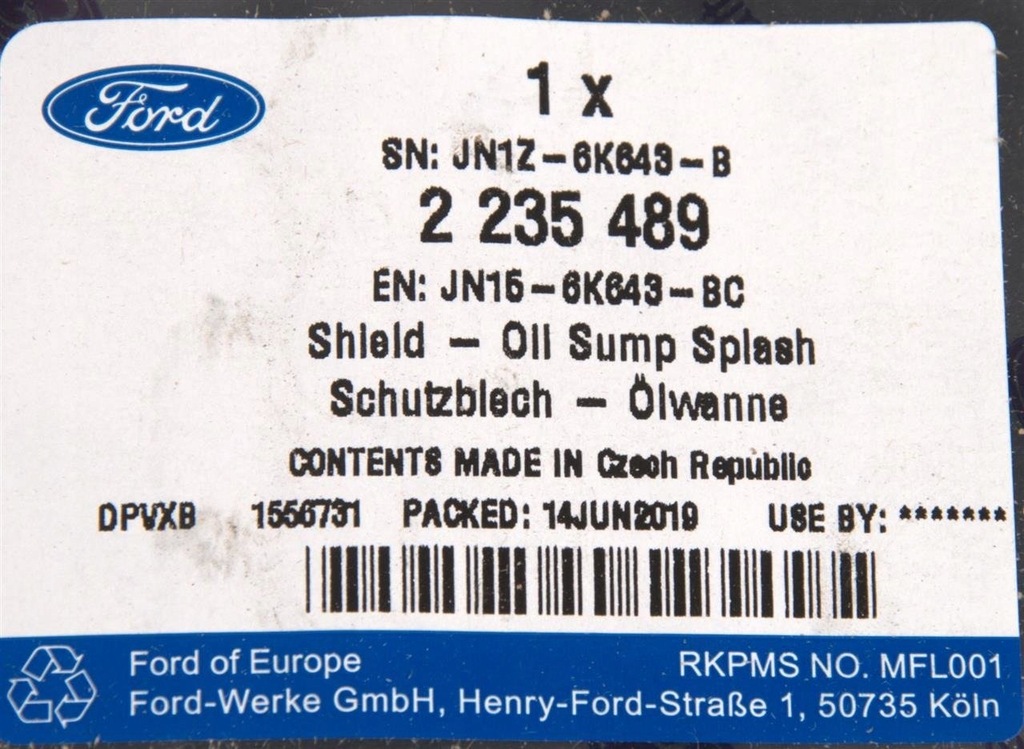 Ford
1 x
SN: JN1Z-6K643-B
2 235 489
EN: JN15-6K643-BC
Shield - Oil Sump Splash
Schutzblech - Ölwanne
CONTENTS MADE IN Czech Republic
DPVXB 1556731 PACKED: 14JUN2019 USE BY: *******
Ford of Europe RKPMS NO. MFL001
Ford-Werke GmbH, Henry-Ford-Straße 1, 50735 Köln